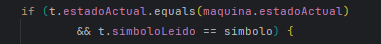 if (t.estadoActual.equals(maquina.estadoActual)
&& t.simboloLeido == simbolo) {